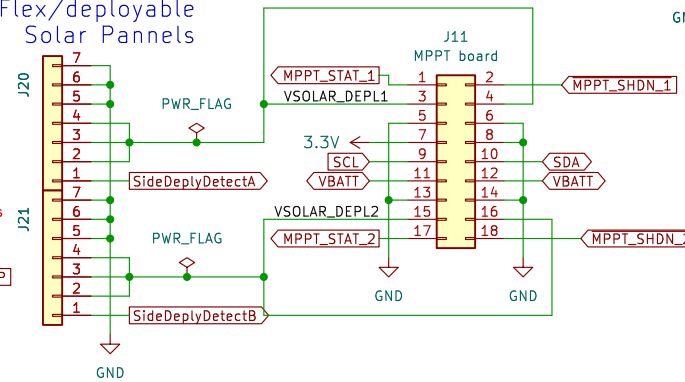 Flex/deployable
Solar Pannels
GN
J11
MPPT board
J20
7
6
5
4
3
2
1
PWR_FLAG
SideDeplyDetectA
MPPT_STAT_1
VSOLAR_DEPL1
3.3V
SCL
VBATT
VSOLAR_DEPL2
MPPT_STAT_2
1 2
3 4
5 6
7 8
9 10
11 12
13 14
15 16
17 18
MPPT_SHDN_1
SDA
VBATT
MPPT_SHDN_2
GND
GND
J21
7
6
5
4
3
2
1
PWR_FLAG
SideDeplyDetectB
GND
s
P